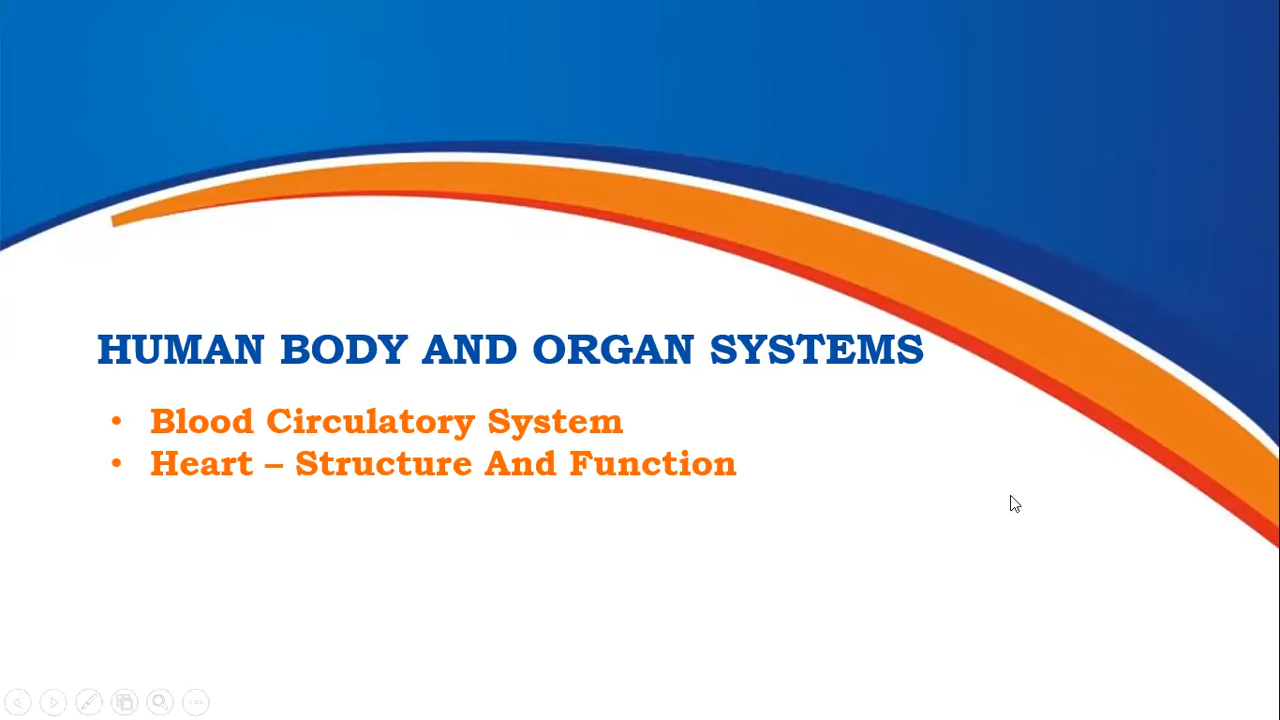 HUMAN BODY AND ORGAN SYSTEMS
• Blood Circulatory System
• Heart – Structure And Function